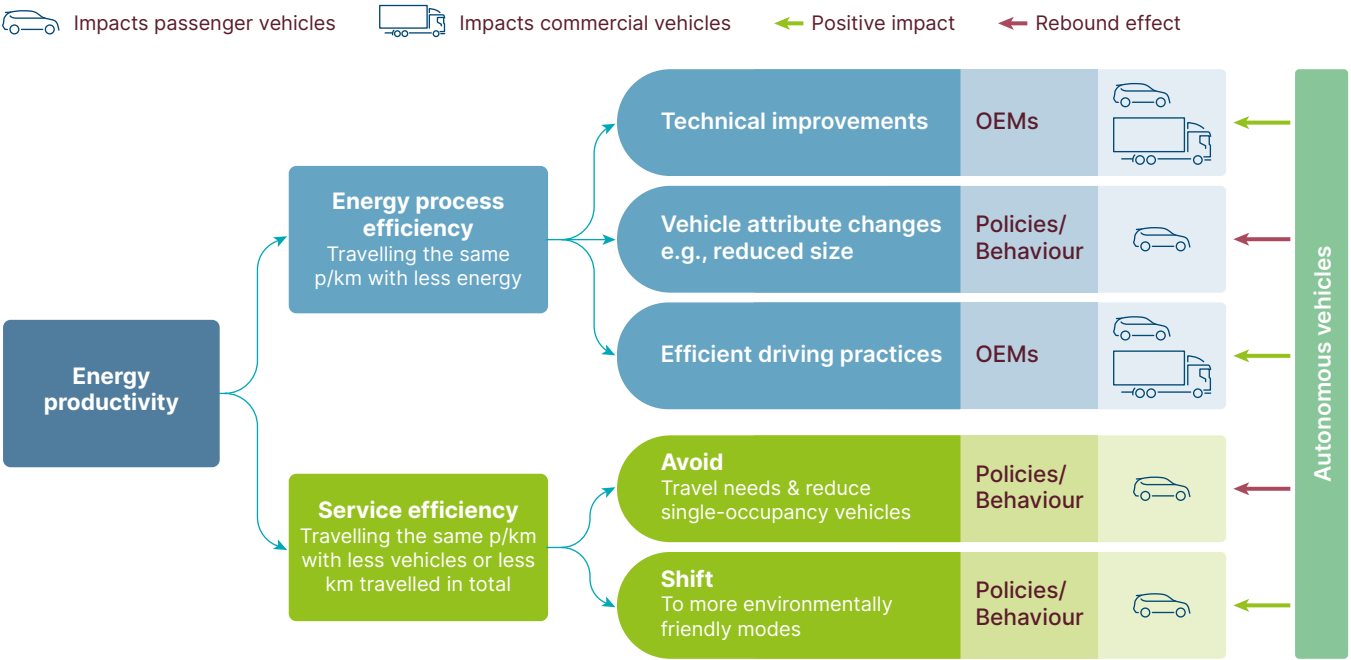 Impacts passenger vehicles
Impacts commercial vehicles
Positive impact
Rebound effect
Energy
productivity
Energy process
efficiency
Travelling the same
p/km with less energy
Service efficiency
Travelling the same p/km
with less vehicles or less
km travelled in total
Technical improvements
OEMs
Vehicle attribute changes
e.g., reduced size
Policies/
Behaviour
Efficient driving practices
OEMs
Avoid
Travel needs & reduce
single-occupancy vehicles
Policies/
Behaviour
Shift
To more environmentally
friendly modes
Policies/
Behaviour
Autonomous vehicles